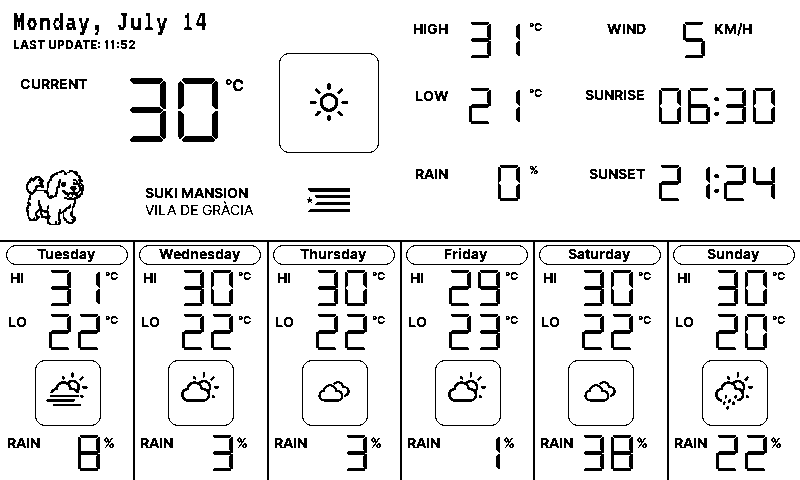 Monday, July 14
LAST UPDATE: 11:52
CURRENT 30 °C
HIGH 31 °C
WIND 5 KM/H
LOW 21 °C
SUNRISE 06:30
RAIN 0 %
SUNSET 21:24
SUKI MANSION
VILA DE GRÀCIA
Tuesday
HI 31 °C
LO 22 °C
RAIN 8 %
Wednesday
HI 30 °C
LO 22 °C
RAIN 3 %
Thursday
HI 30 °C
LO 22 °C
RAIN 3 %
Friday
HI 29 °C
LO 23 °C
RAIN 1 %
Saturday
HI 30 °C
LO 22 °C
RAIN 38 %
Sunday
HI 30 °C
LO 20 °C
RAIN 22 %